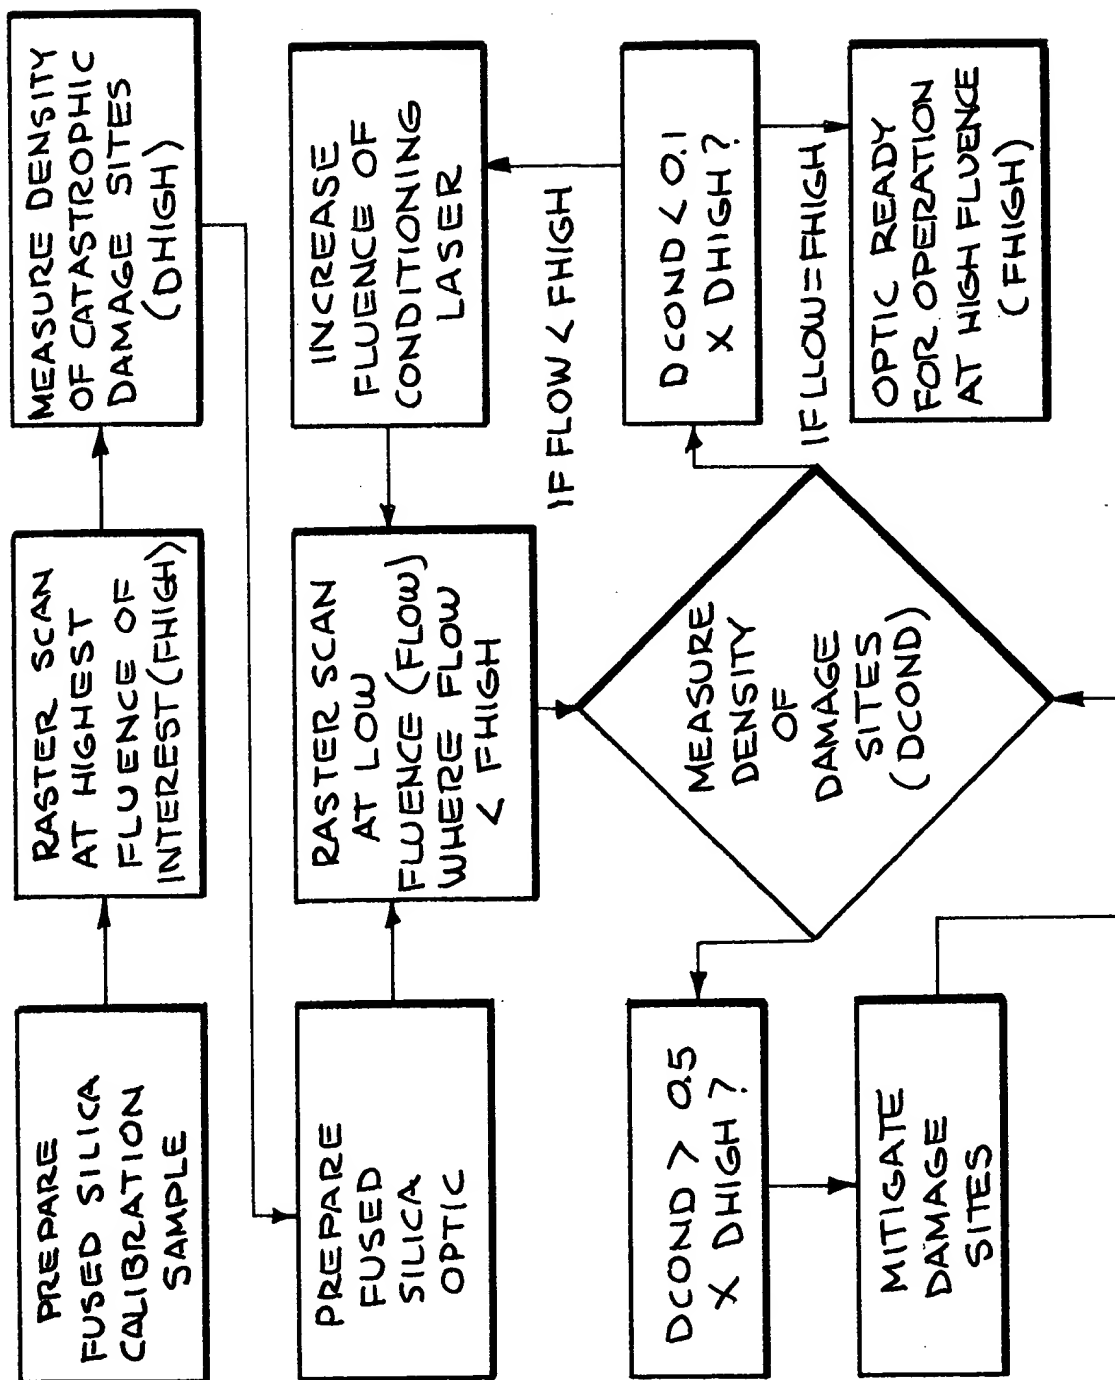 PREPARE
FUSED SILICA
CALIBRATION
SAMPLE
RASTER SCAN
AT HIGHEST
FLUENCE OF
INTEREST (FHIGH)
MEASURE DENSITY
OF CATASTROPHIC
DAMAGE SITES
(DHIGH)
PREPARE
FUSED
SILICA
OPTIC
RASTER SCAN
AT LOW
FLUENCE (FLOW)
WHERE FLOW
< FHIGH
INCREASE
FLUENCE OF
CONDITIONING
LASER
IF FLOW < FHIGH
DCOND > 0.5
X DHIGH ?
MEASURE
DENSITY
OF
DAMAGE
SITES
(DCOND)
DCOND < 0.1
X DHIGH ?
IF LLOW = FHIGH
MITIGATE
DAMAGE
SITES
OPTIC READY
FOR OPERATION
AT HIGH FLUENCE
(FHIGH)